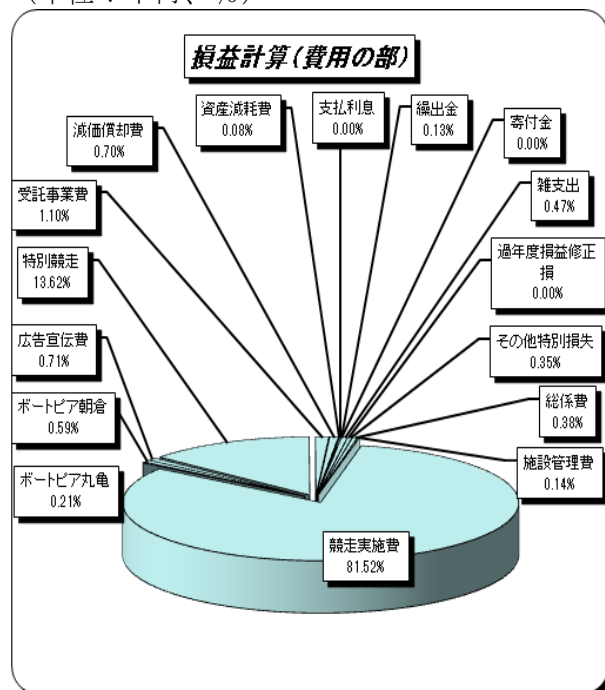 損益計算(費用の部)
資産減耗費
0.08%
支払利息
0.00%
繰出金
0.13%
寄付金
0.00%
減価償却費
0.70%
雑支出
0.47%
受託事業費
1.10%
過年度損益修正
損
0.00%
特別競走
13.62%
その他特別損失
0.35%
広告宣伝費
0.71%
総係費
0.38%
ボートピア朝倉
0.59%
施設管理費
0.14%
ボートピア丸亀
0.21%
競走実施費
81.52%